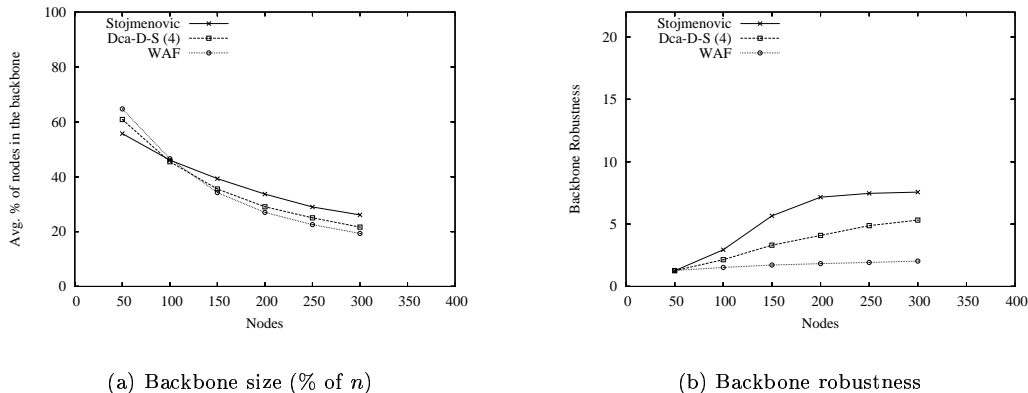 Avg. % of nodes in the backbone
100
80
60
40
20
0
Stojmenovic
Dca-D-S (4)
WAF
0 50 100 150 200 250 300 350 400
Nodes
(a) Backbone size (% of n)
Backbone Robustness
20
15
10
5
0
Stojmenovic
Dca-D-S (4)
WAF
0 50 100 150 200 250 300 350 400
Nodes
(b) Backbone robustness